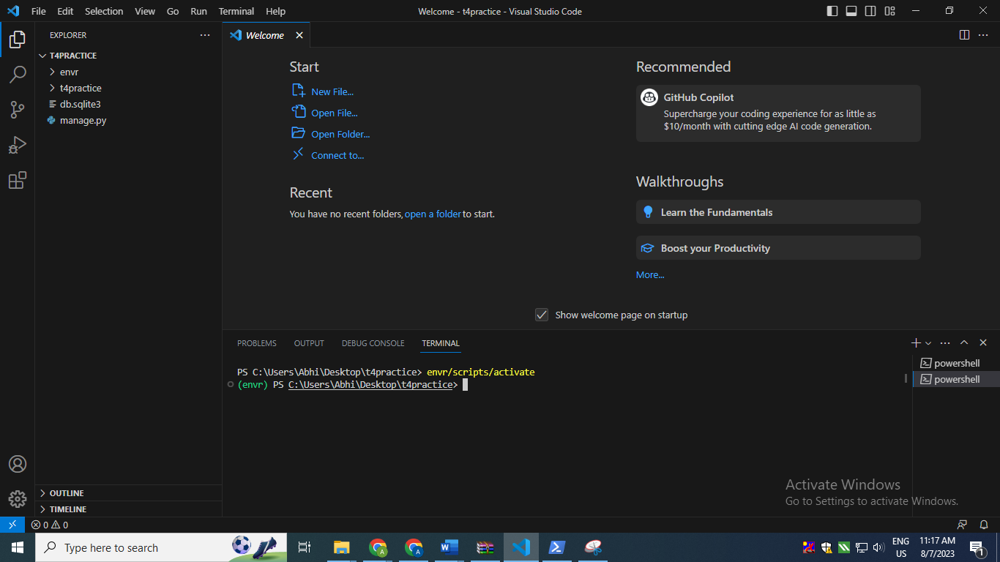 File Edit Selection View Go Run Terminal Help
Welcome - t4practice - Visual Studio Code
EXPLORER
T4PRACTICE
envr
t4practice
db.sqlite3
manage.py
OUTLINE
TIMELINE
Welcome
Start
New File...
Open File...
Open Folder...
Connect to...
Recent
You have no recent folders, open a folder to start.
Recommended
GitHub Copilot
Supercharge your coding experience for as little as
$10/month with cutting edge AI code generation.
Walkthroughs
Learn the Fundamentals
Boost your Productivity
More...
Show welcome page on startup
PROBLEMS OUTPUT DEBUG CONSOLE TERMINAL
PS C:\Users\Abhi\Desktop\t4practice> envr/scripts/activate
(envr) PS C:\Users\Abhi\Desktop\t4practice>
powershell
powershell
Activate Windows
Go to Settings to activate Windows.
0 0
Type here to search
ENG
US
11:17 AM
8/7/2023
1